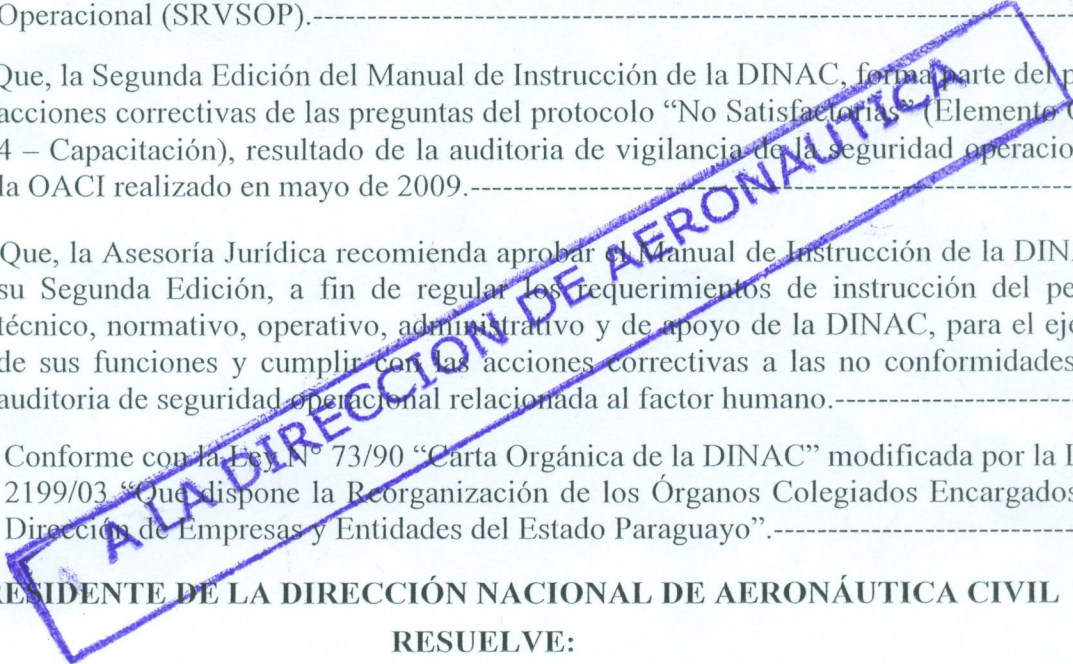 Operacional (SRVSOP).-----------------------------------------------------------
Que, la Segunda Edición del Manual de Instrucción de la DINAC, forma parte del p
acciones correctivas de las preguntas del protocolo “No Satisfactorias” (Elemento C
4 – Capacitación), resultado de la auditoria de vigilancia de la seguridad operacio
la OACI realizado en mayo de 2009.-----------------------------------------------
Que, la Asesoría Jurídica recomienda aprobar el Manual de Instrucción de la DINA
su Segunda Edición, a fin de regular los requerimientos de instrucción del pe
técnico, normativo, operativo, administrativo y de apoyo de la DINAC, para el eje
de sus funciones y cumplir con las acciones correctivas a las no conformidades
auditoria de seguridad operacional relacionada al factor humano.------------------
Conforme con la Ley Nº 73/90 “Carta Orgánica de la DINAC” modificada por la L
2199/03 “Que dispone la Reorganización de los Órganos Colegiados Encargados
Dirección de Empresas y Entidades del Estado Paraguayo”.-------------------------
RESIDENTE DE LA DIRECCIÓN NACIONAL DE AERONÁUTICA CIVIL
RESUELVE:
A LA DIRECCION DE AERONAUTICA